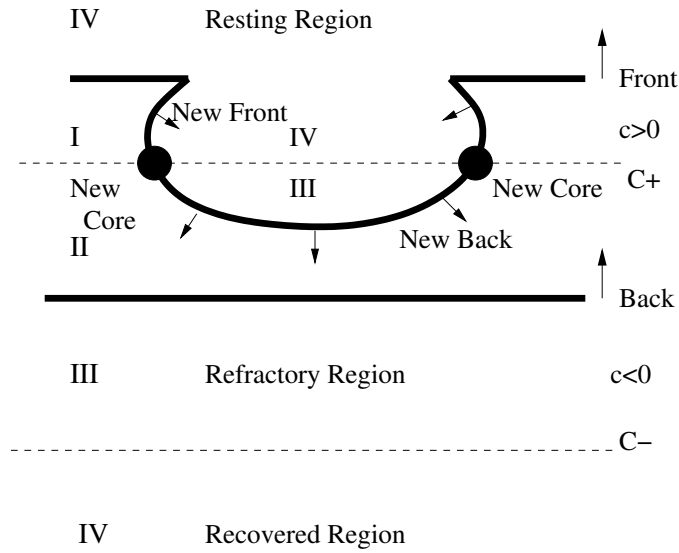 IV Resting Region
Front
New Front
I IV c>0
C+
New Core
III
New Core
II
New Back
Back
III Refractory Region c<0
C−
IV Recovered Region